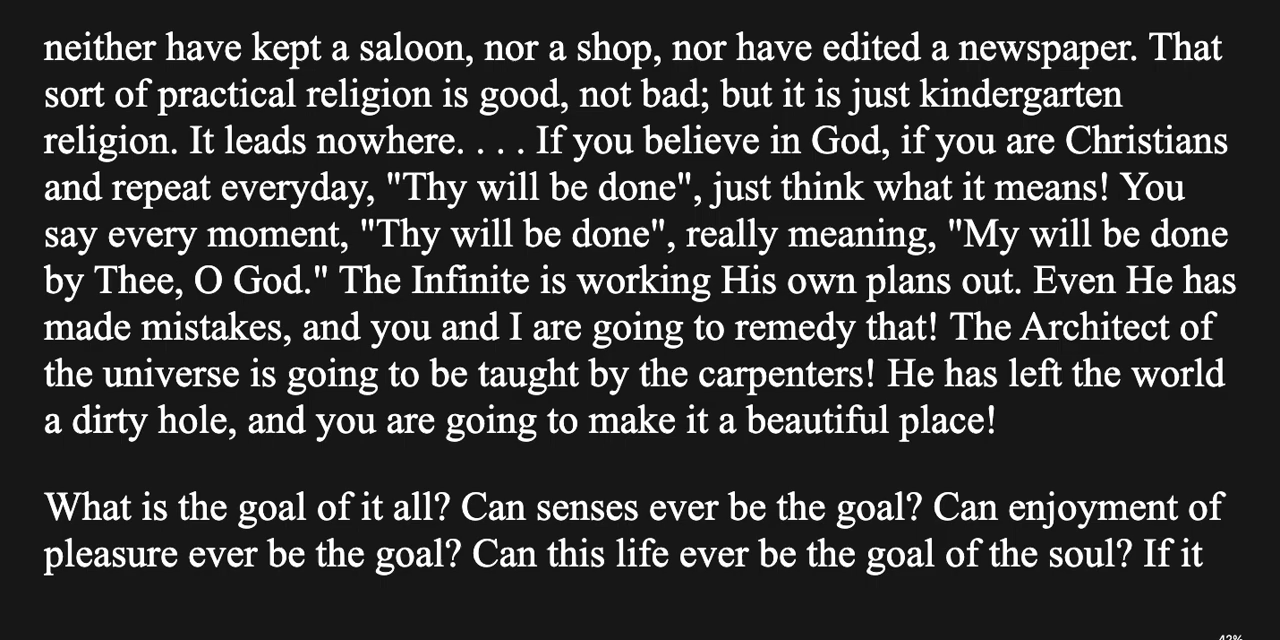 neither have kept a saloon, nor a shop, nor have edited a newspaper. That
sort of practical religion is good, not bad; but it is just kindergarten
religion. It leads nowhere. . . . If you believe in God, if you are Christians
and repeat everyday, "Thy will be done", just think what it means! You
say every moment, "Thy will be done", really meaning, "My will be done
by Thee, O God." The Infinite is working His own plans out. Even He has
made mistakes, and you and I are going to remedy that! The Architect of
the universe is going to be taught by the carpenters! He has left the world
a dirty hole, and you are going to make it a beautiful place!
What is the goal of it all? Can senses ever be the goal? Can enjoyment of
pleasure ever be the goal? Can this life ever be the goal of the soul? If it